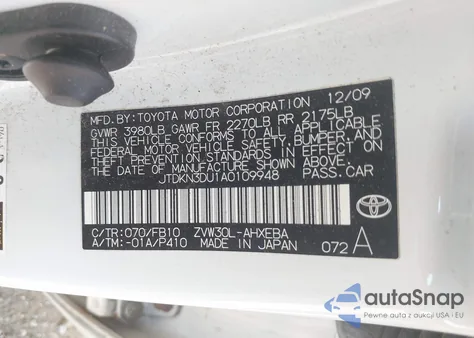 MFD.BY:TOYOTA MOTOR CORPORATION 12/09
GVWR 3980LB GAWR FR 2270LB RR 2175LB
THIS VEHICLE CONFORMS TO ALL APPLICABLE
FEDERAL MOTOR VEHICLE SAFETY, BUMPER, AND
THEFT PREVENTION STANDARDS IN EFFECT ON
THE DATE OF MANUFACTURE SHOWN ABOVE.
JTDKN3DU1A0109948 PASS.CAR
C/TR:070/FB10 ZVW30L-AHXEBA
A/TM:-01A/P410 MADE IN JAPAN 072 A
autoSnap
Pewne auta z aukcji USA i EU